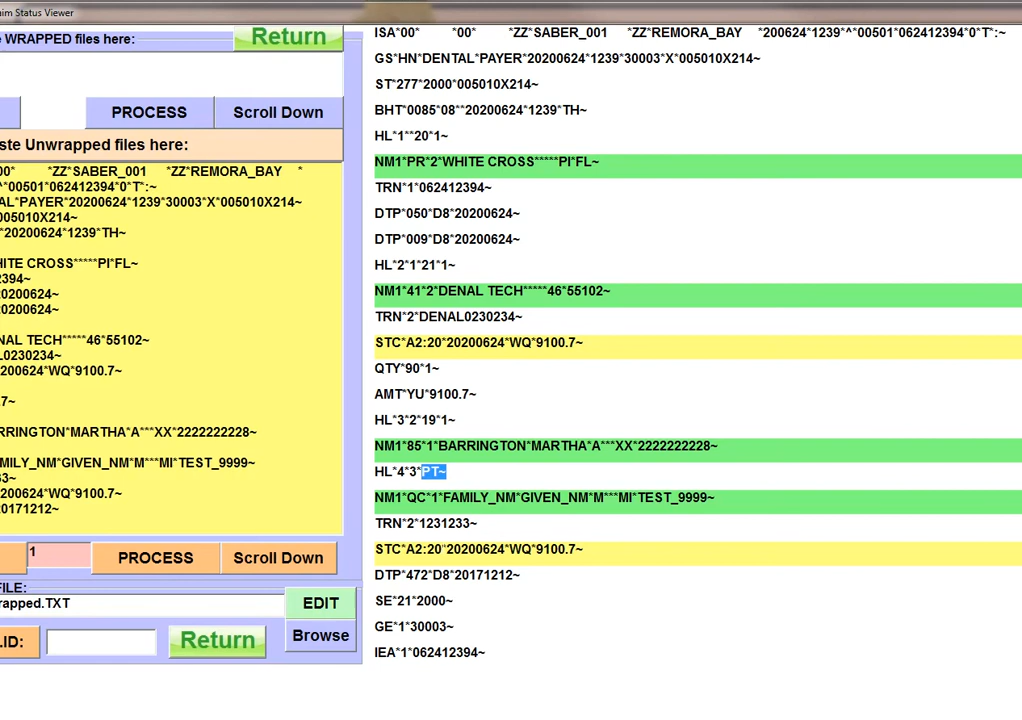 aim Status Viewer
e WRAPPED files here:
Return
PROCESS
Scroll Down
ste Unwrapped files here:
00* *ZZ*SABER_001 *ZZ*REMORA_BAY *
^*00501*062412394*0*T*:~
AL*PAYER*20200624*1239*30003*X*005010X214~
005010X214~
*20200624*1239*TH~
HITE CROSS*****PI*FL~
2394~
20200624~
20200624~
NAL TECH*****46*55102~
L0230234~
200624*WQ*9100.7~
7~
RRINGTON*MARTHA*A***XX*2222222228~
MILY_NM*GIVEN_NM*M***MI*TEST_9999~
33~
200624*WQ*9100.7~
20171212~
1
PROCESS
Scroll Down
FILE:
rapped.TXT
EDIT
LID:
Return
Browse
ISA*00* *00* *ZZ*SABER_001 *ZZ*REMORA_BAY *200624*1239*^*00501*062412394*0*T*:~
GS*HN*DENTAL*PAYER*20200624*1239*30003*X*005010X214~
ST*277*2000*005010X214~
BHT*0085*08**20200624*1239*TH~
HL*1**20*1~
NM1*PR*2*WHITE CROSS*****PI*FL~
TRN*1*062412394~
DTP*050*D8*20200624~
DTP*009*D8*20200624~
HL*2*1*21*1~
NM1*41*2*DENAL TECH*****46*55102~
TRN*2*DENAL0230234~
STC*A2:20*20200624*WQ*9100.7~
QTY*90*1~
AMT*YU*9100.7~
HL*3*2*19*1~
NM1*85*1*BARRINGTON*MARTHA*A***XX*2222222228~
HL*4*3*PT~
NM1*QC*1*FAMILY_NM*GIVEN_NM*M***MI*TEST_9999~
TRN*2*1231233~
STC*A2:20*20200624*WQ*9100.7~
DTP*472*D8*20171212~
SE*21*2000~
GE*1*30003~
IEA*1*062412394~